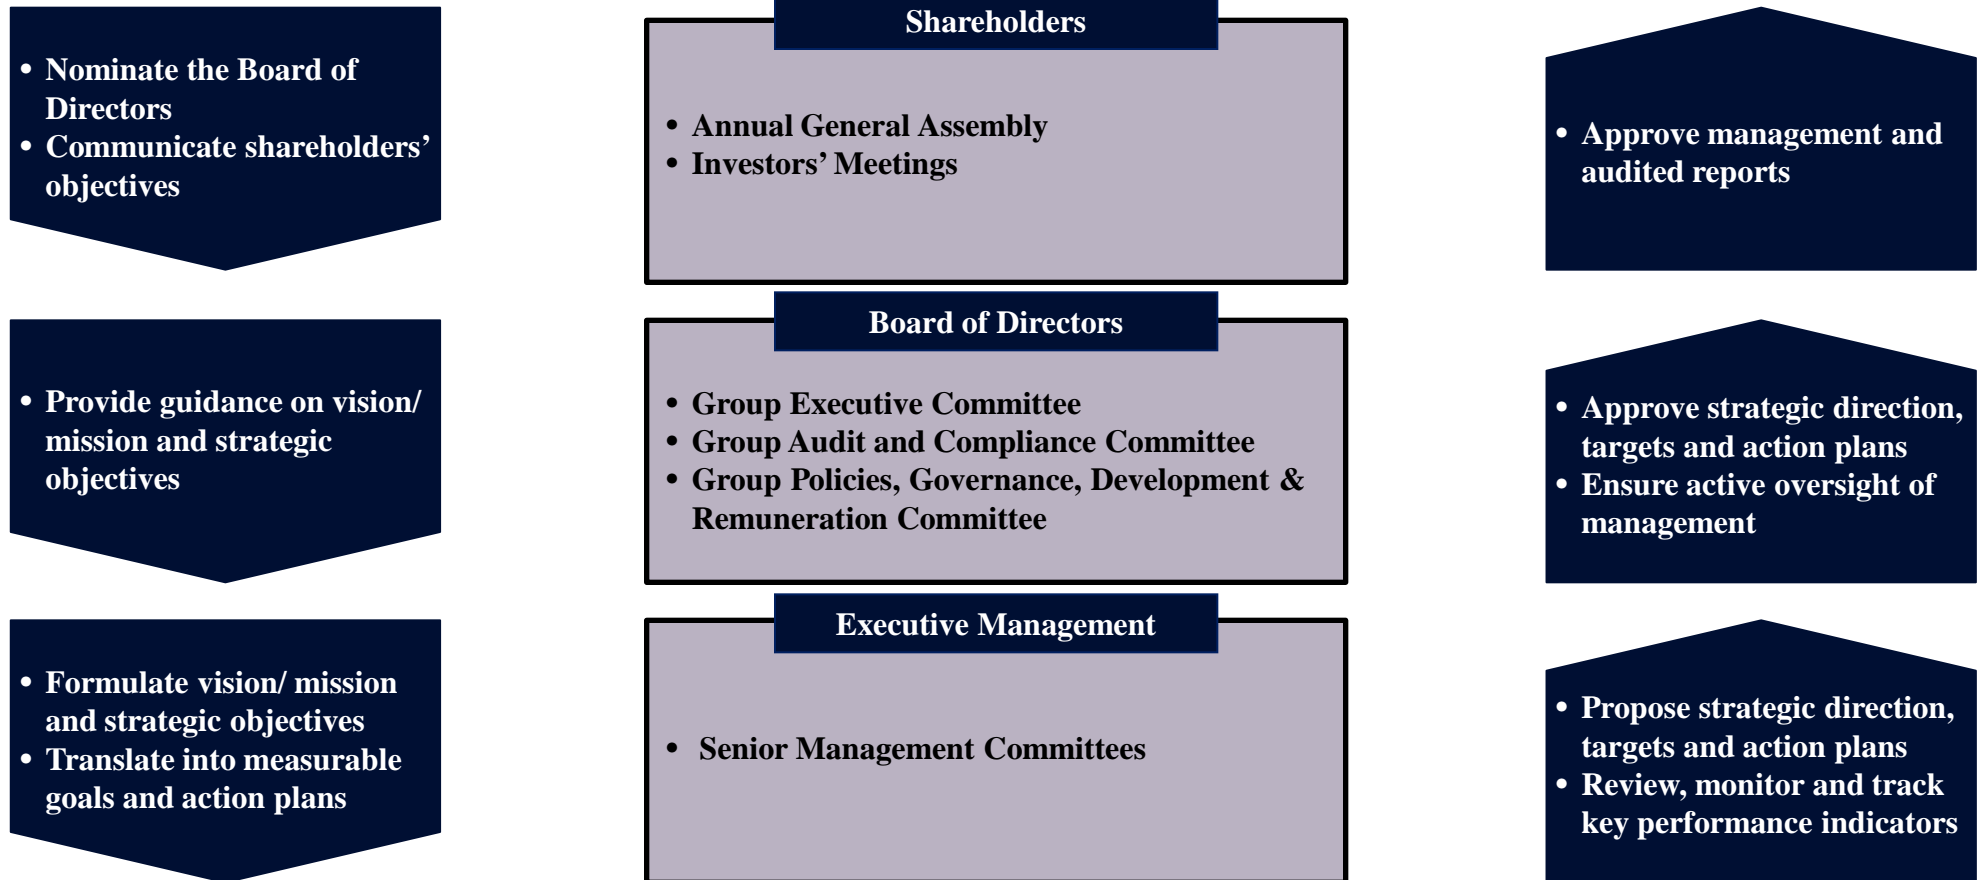 • Nominate the Board of
Directors
• Communicate shareholders’
objectives
Shareholders
• Annual General Assembly
• Investors’ Meetings
• Approve management and
audited reports
• Provide guidance on vision/
mission and strategic
objectives
Board of Directors
• Group Executive Committee
• Group Audit and Compliance Committee
• Group Policies, Governance, Development &
Remuneration Committee
• Approve strategic direction,
targets and action plans
• Ensure active oversight of
management
• Formulate vision/ mission
and strategic objectives
• Translate into measurable
goals and action plans
Executive Management
• Senior Management Committees
• Propose strategic direction,
targets and action plans
• Review, monitor and track
key performance indicators